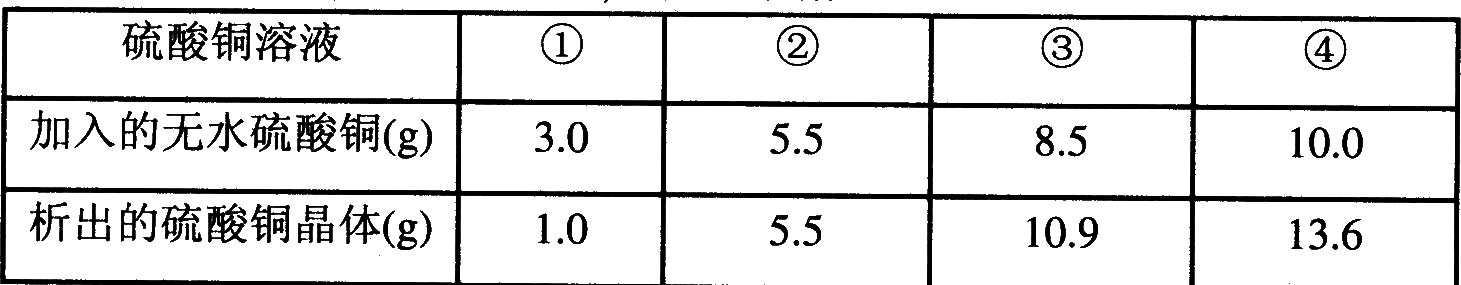 硫酸铜溶液 ① ② ③ ④
加入的无水硫酸铜(g) 3.0 5.5 8.5 10.0
析出的硫酸铜晶体(g) 1.0 5.5 10.9 13.6